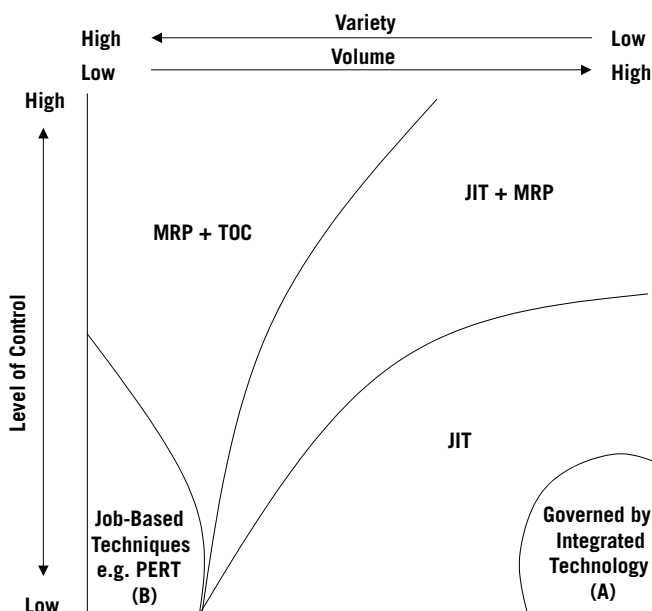 Variety
High
Low
Volume
Low
High
High
JIT + MRP
MRP + TOC
Level of Control
JIT
Job-Based
Techniques
e.g. PERT
(B)
Governed by
Integrated
Technology
(A)
Low